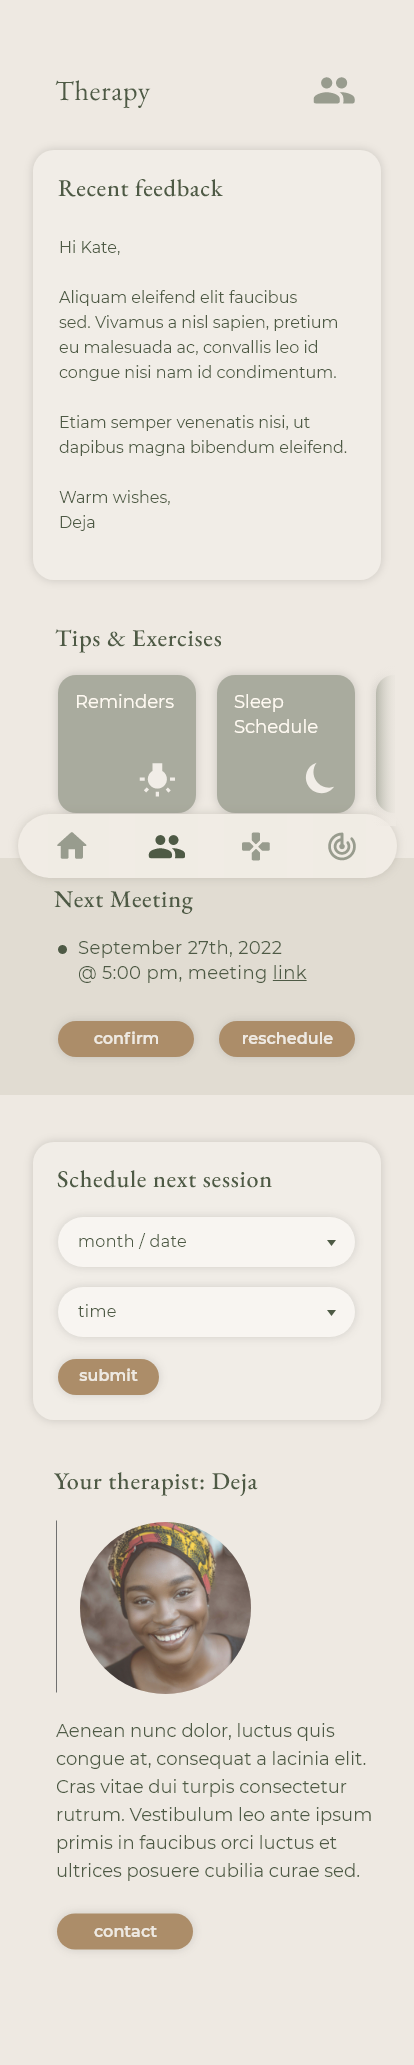 Therapy
Recent feedback
Hi Kate,
Aliquam eleifend elit faucibus
sed. Vivamus a nisl sapien, pretium
eu malesuada ac, convallis leo id
congue nisi nam id condimentum.
Etiam semper venenatis nisi, ut
dapibus magna bibendum eleifend.
Warm wishes,
Deja
Tips & Exercises
Reminders
Sleep
Schedule
Next Meeting
September 27th, 2022
@ 5:00 pm, meeting link
confirm
reschedule
Schedule next session
month / date
time
submit
Your therapist: Deja
Aenean nunc dolor, luctus quis
congue at, consequat a lacinia elit.
Cras vitae dui turpis consectetur
rutrum. Vestibulum leo ante ipsum
primis in faucibus orci luctus et
ultrices posuere cubilia curae sed.
contact